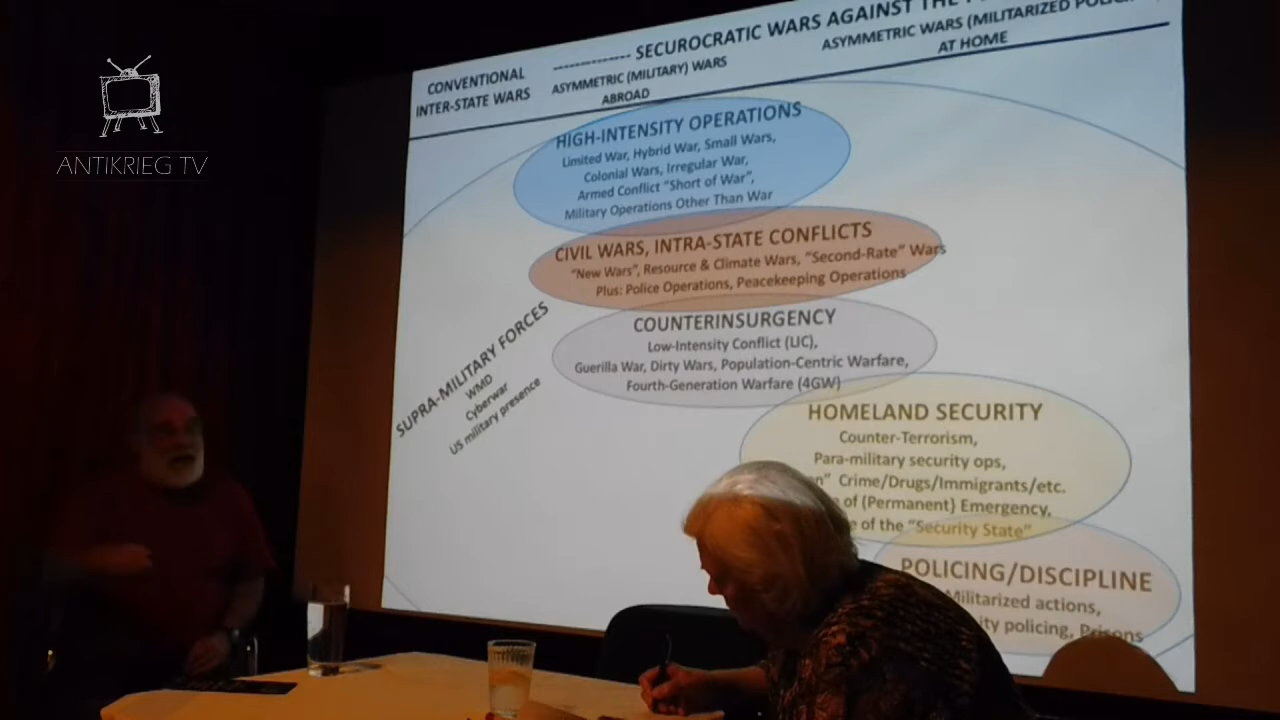 ANTIKRIEG TV
SECUROCRATIC WARS AGAINST THE
CONVENTIONAL
INTER-STATE WARS
ASYMMETRIC (MILITARY) WARS
ABROAD
ASYMMETRIC WARS (MILITARIZED
AT HOME
HIGH-INTENSITY OPERATIONS
Limited War, Hybrid War, Small Wars,
Colonial Wars, Irregular War,
Armed Conflict "Short of War",
Military Operations Other Than War
CIVIL WARS, INTRA-STATE CONFLICTS
"New Wars", Resource & Climate Wars, "Second-Rate" Wars
Plus: Police Operations, Peacekeeping Operations
SUPRA-MILITARY FORCES
WMD
Cyberwar
US military presence
COUNTERINSURGENCY
Low-Intensity Conflict (LIC),
Guerilla War, Dirty Wars, Population-Centric Warfare,
Fourth-Generation Warfare (4GW)
HOMELAND SECURITY
Counter-Terrorism,
Para-military security ops,
Crime/Drugs/Immigrants/etc.
of (Permanent} Emergency,
of the "Security State"
POLICING/DISCIPLINE
Militarized actions,
policing, Prisons